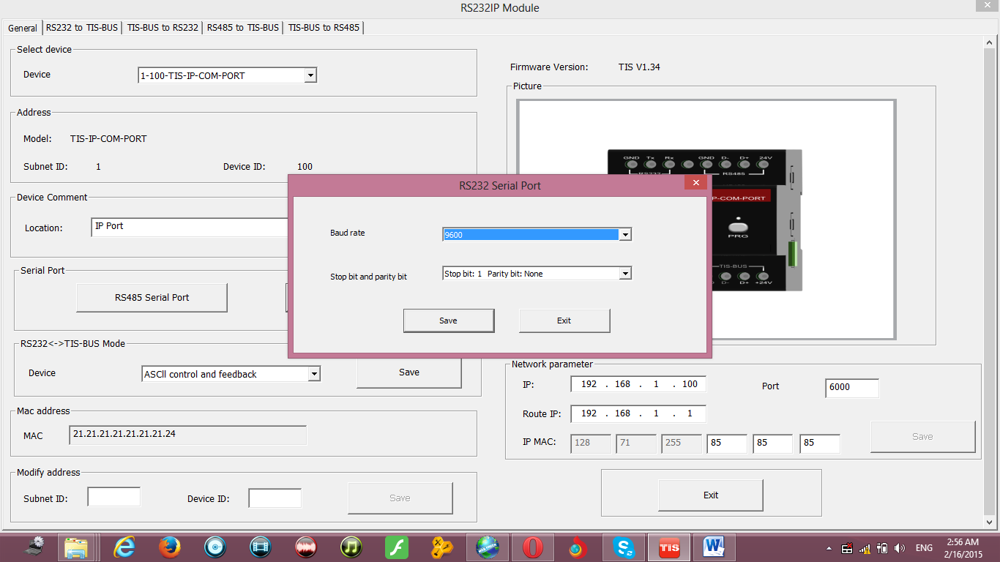 RS232IP Module
General RS232 to TIS-BUS TIS-BUS to RS232 RS485 to TIS-BUS TIS-BUS to RS485
Select device
Device 1-100-TIS-IP-COM-PORT
Address
Model: TIS-IP-COM-PORT
Subnet ID: 1 Device ID: 100
Device Comment
Location: IP Port
Serial Port
RS485 Serial Port
RS232<->TIS-BUS Mode
Device ASCll control and feedback Save
Mac address
MAC 21.21.21.21.21.21.21.24
Modify address
Subnet ID: Device ID: Save
Firmware Version: TIS V1.34
Picture
GND Tx Rx GND D- D+ 24V
RS232 RS485
P-COM-PORT
PRG
TIS-BUS
D- D+ +24V
RS232 Serial Port
Baud rate 9600
Stop bit and parity bit Stop bit: 1 Parity bit: None
Save Exit
Network parameter
IP: 192 . 168 . 1 . 100 Port 6000
Route IP: 192 . 168 . 1 . 1
IP MAC: 128 71 255 85 85 85 Save
Exit
TIS
ENG
2:56 AM
2/16/2015